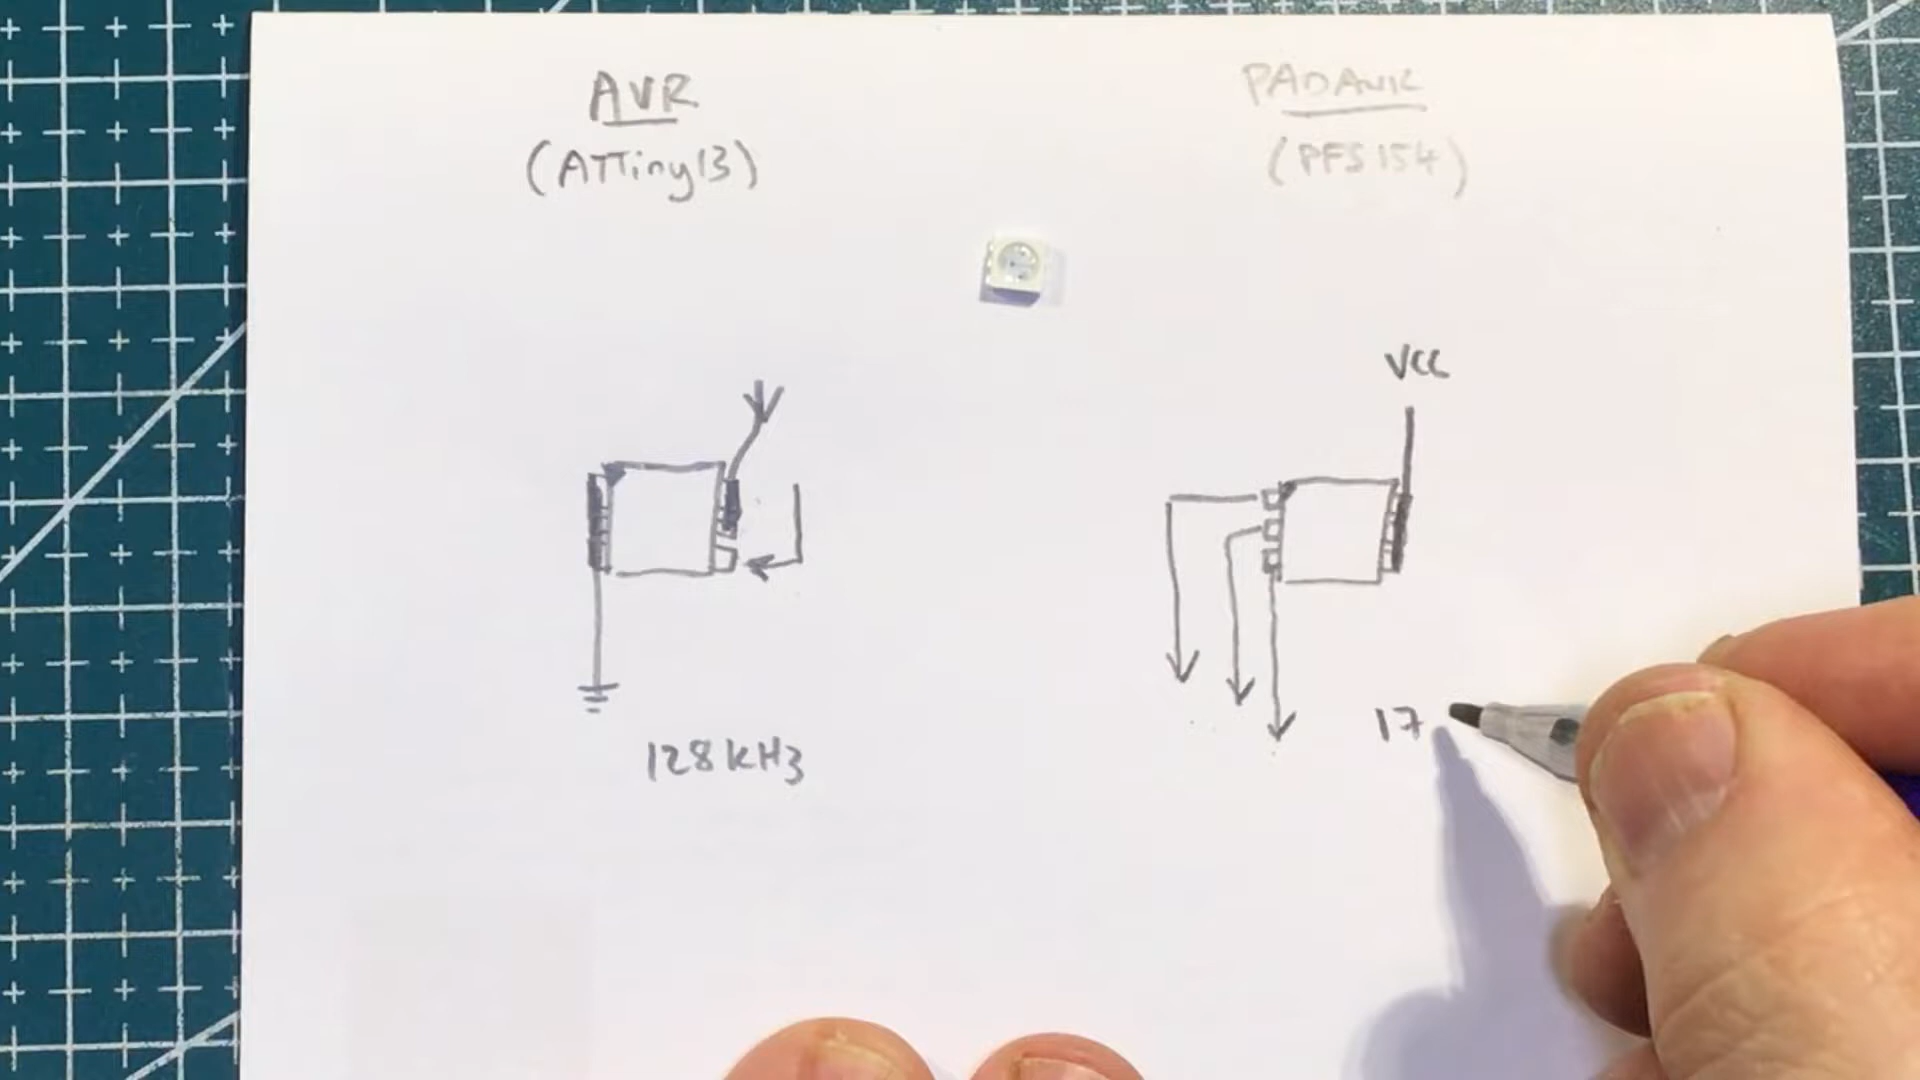 AVR
(ATTiny13)
PADAUK
(PFS154)
VCC
128kHz
17